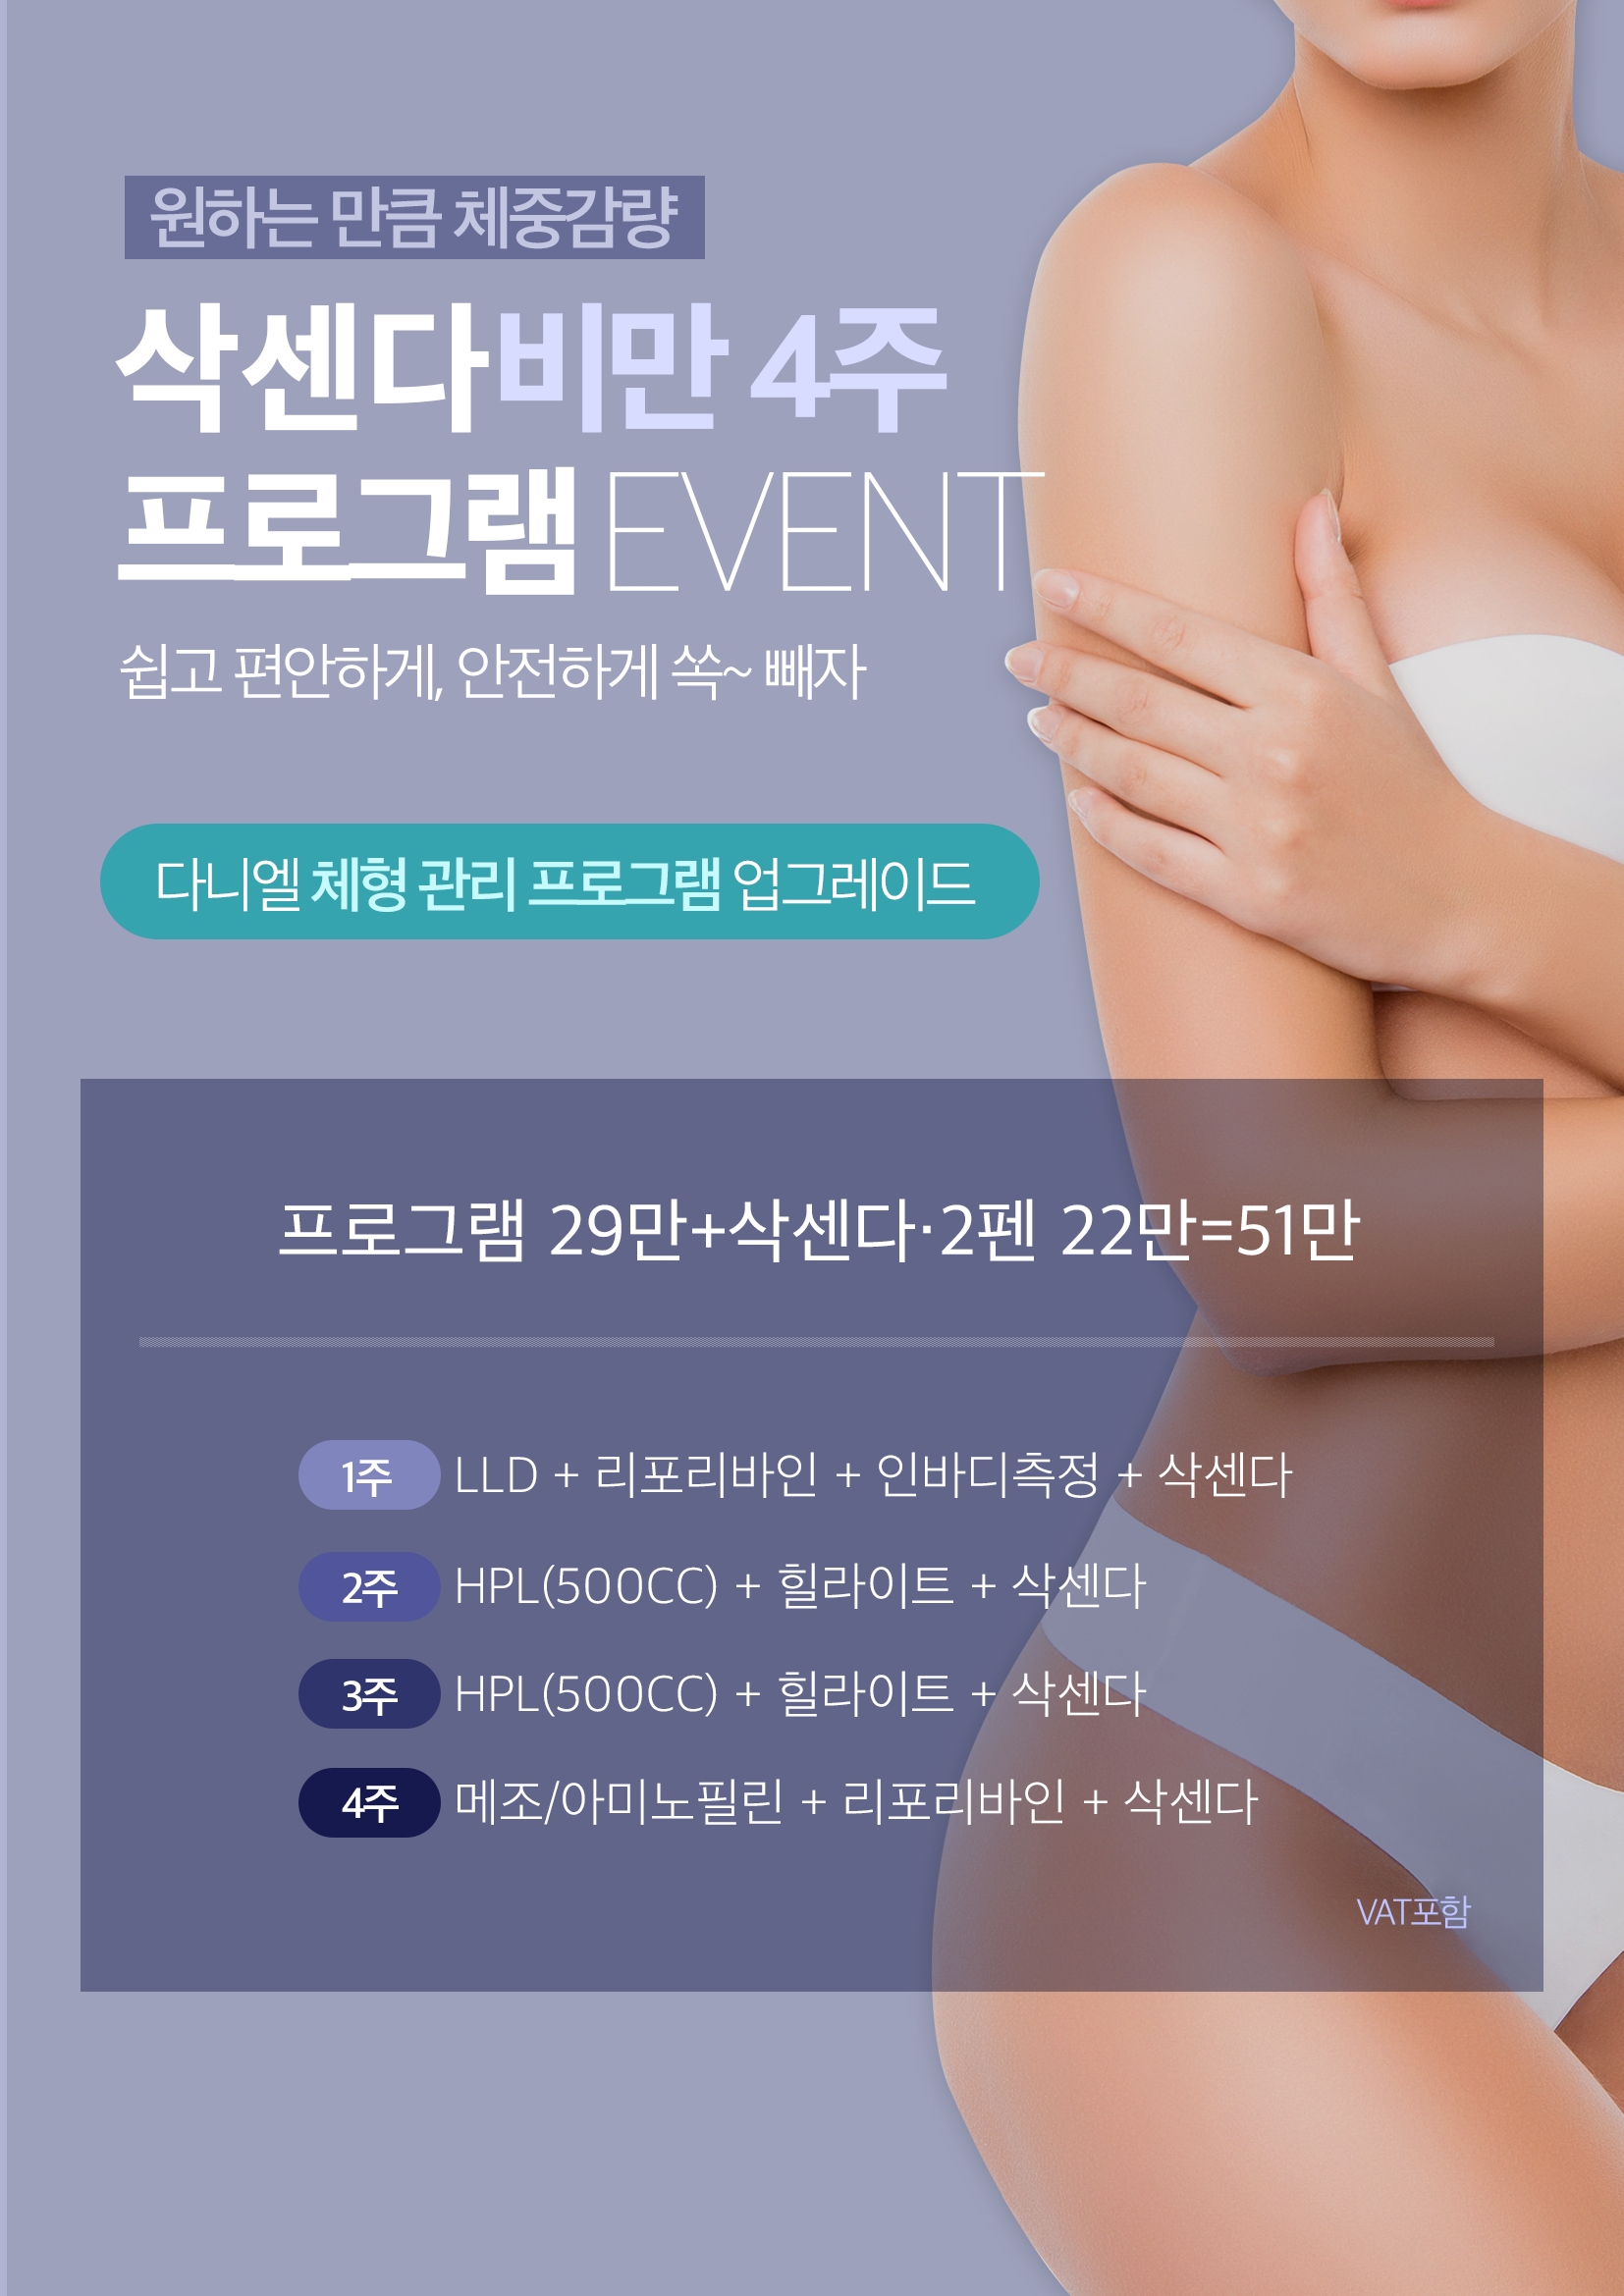 원하는 만큼 체중감량
삭센다비만 4주
프로그램 EVENT
쉽고 편안하게, 안전하게 쏙~ 빼자
다니엘 체형 관리 프로그램 업그레이드
프로그램 29만+삭센다·2펜 22만=51만
1주 LLD + 리포리바인 + 인바디측정 + 삭센다
2주 HPL(500CC) + 힐라이트 + 삭센다
3주 HPL(500CC) + 힐라이트 + 삭센다
4주 메조/아미노필린 + 리포리바인 + 삭센다
VAT포함